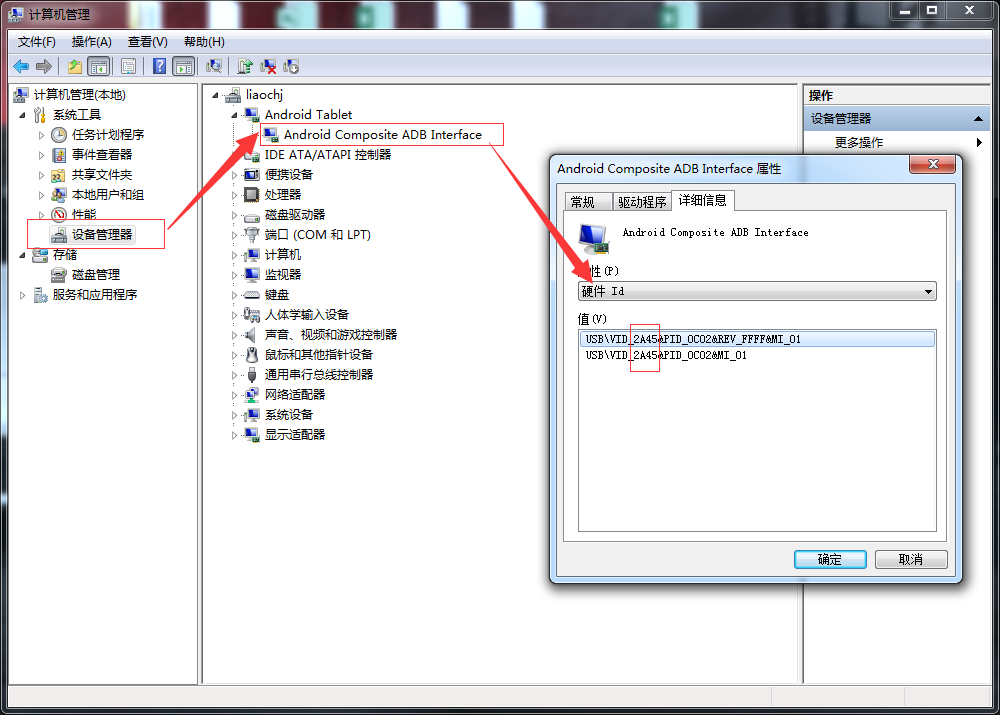 计算机管理
文件(F) 操作(A) 查看(V) 帮助(H)
计算机管理(本地)
系统工具
任务计划程序
事件查看器
共享文件夹
本地用户和组
性能
设备管理器
存储
磁盘管理
服务和应用程序
liaochj
Android Tablet
Android Composite ADB Interface
IDE ATA/ATAPI 控制器
便携设备
处理器
磁盘驱动器
端口 (COM 和 LPT)
计算机
监视器
键盘
人体学输入设备
声音、视频和游戏控制器
鼠标和其他指针设备
通用串行总线控制器
网络适配器
系统设备
显示适配器
操作
设备管理器
更多操作
Android Composite ADB Interface 属性
常规 驱动程序 详细信息
Android Composite ADB Interface
性(P)
硬件 Id
值(V)
USB\VID_2A45&PID_0C02&REV_FFFF&MI_01
USB\VID_2A45&PID_0C02&MI_01
确定 取消